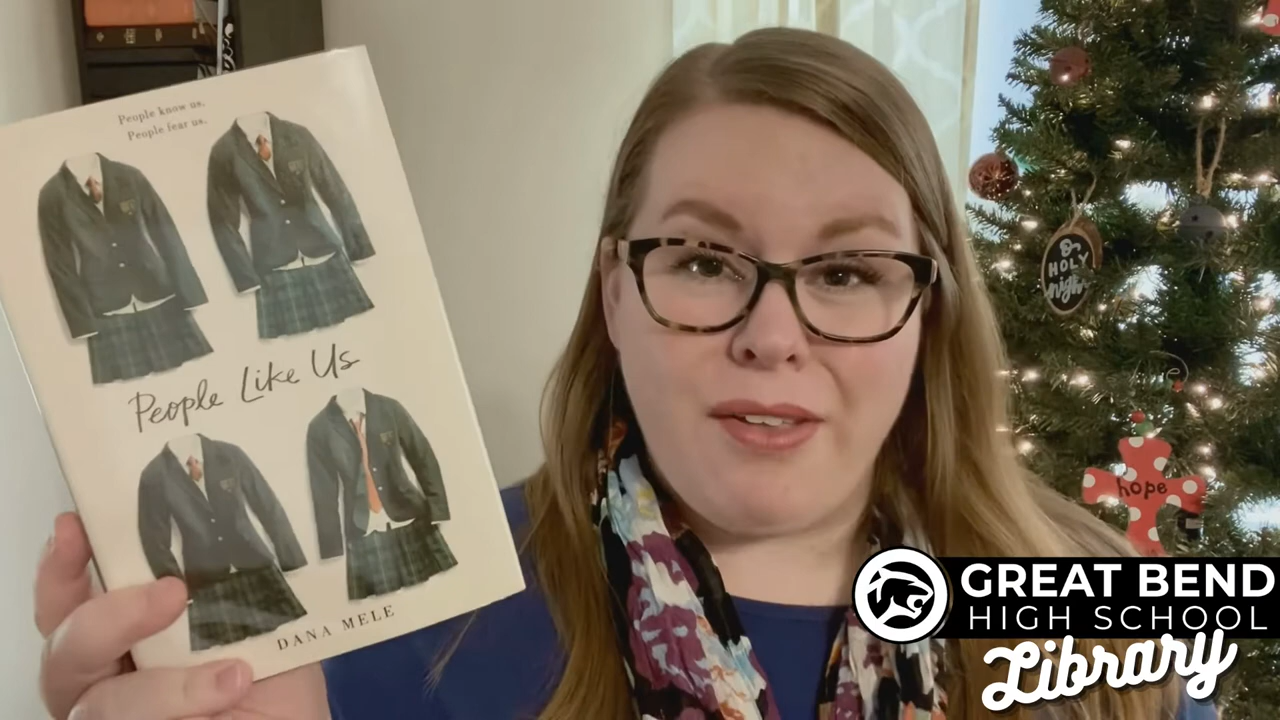 People know us.
People fear us.
People Like Us
DANA MELE
O HOLY
night
hope
GREAT BEND
HIGH SCHOOL
Library